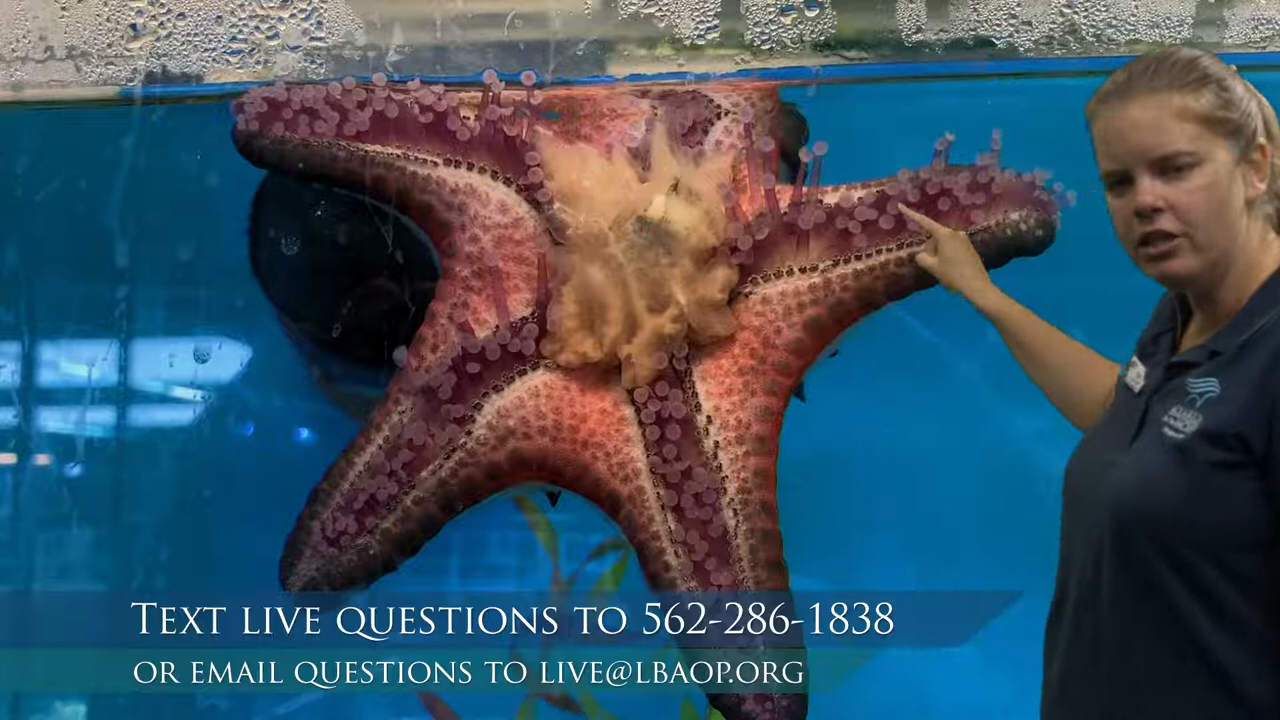 Text live questions to 562-286-1838
or email questions to live@lbaop.org